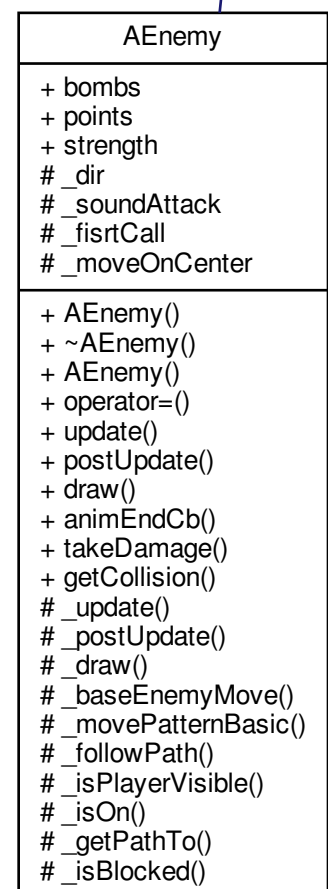 AEnemy
+ bombs
+ points
+ strength
# _dir
# _soundAttack
# _fisrtCall
# _moveOnCenter
+ AEnemy()
+ ~AEnemy()
+ AEnemy()
+ operator=()
+ update()
+ postUpdate()
+ draw()
+ animEndCb()
+ takeDamage()
+ getCollision()
# _update()
# _postUpdate()
# _draw()
# _baseEnemyMove()
# _movePatternBasic()
# _followPath()
# _isPlayerVisible()
# _isOn()
# _getPathTo()
# _isBlocked()